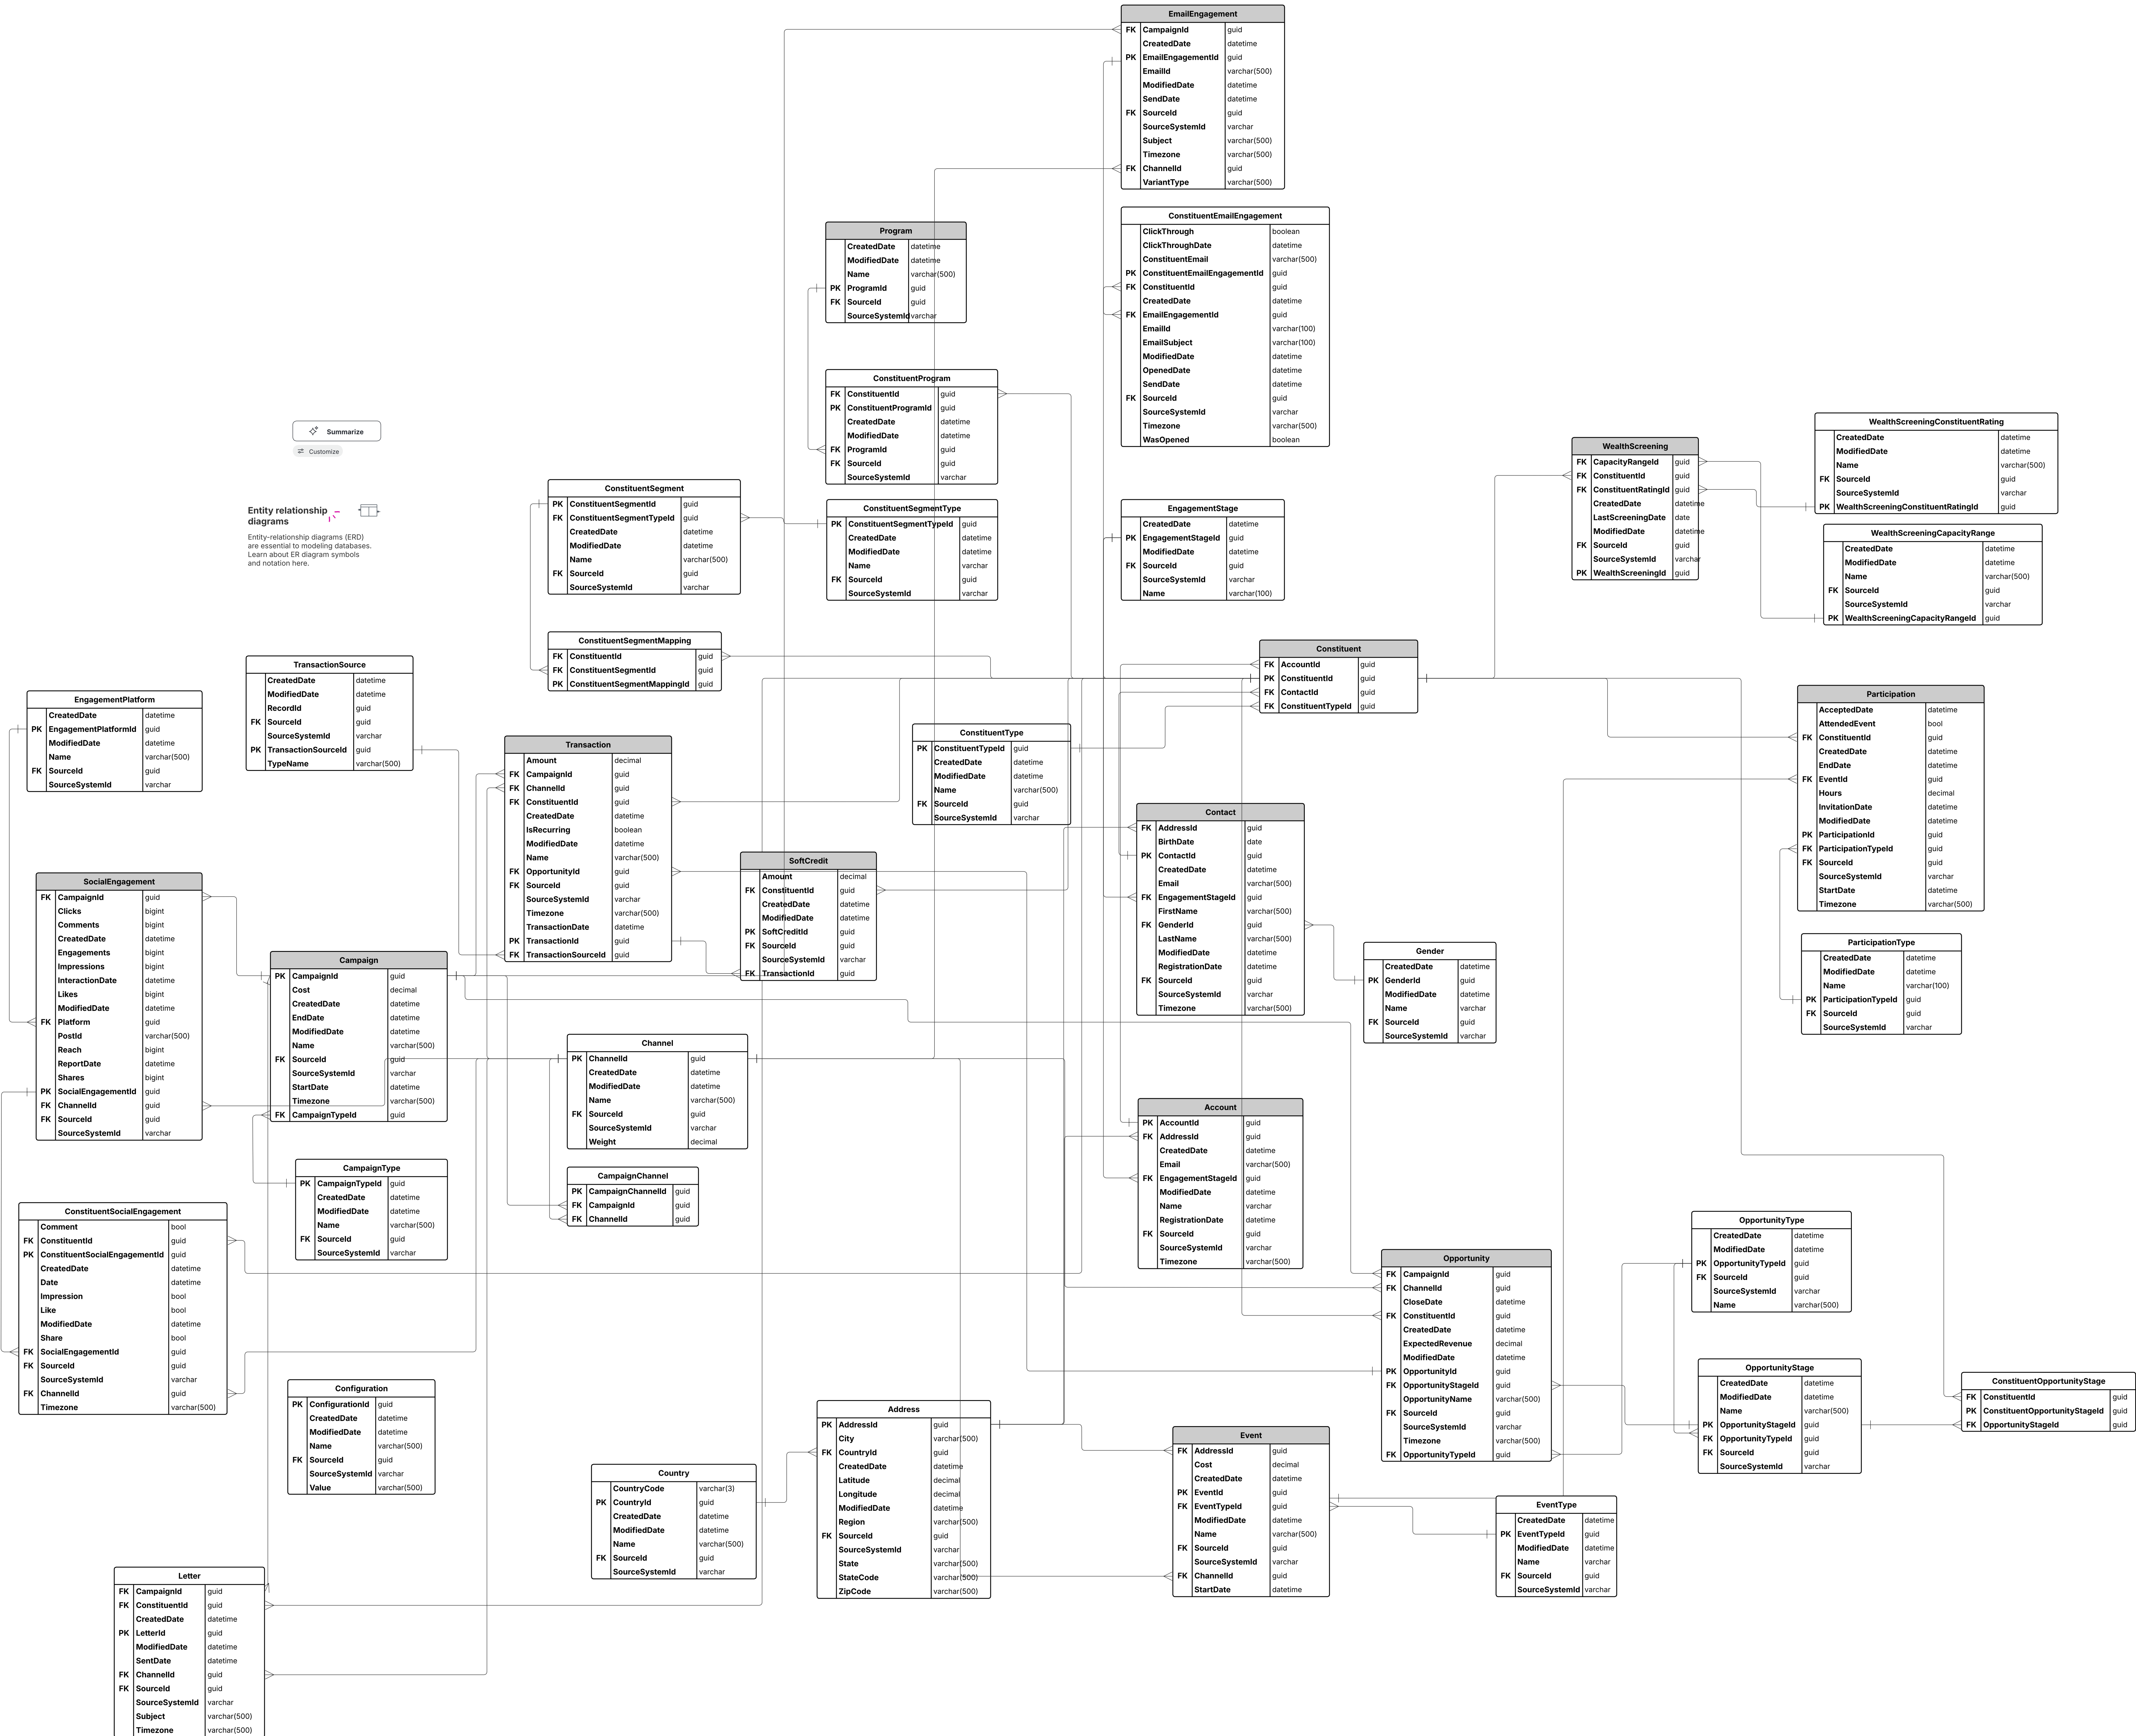 EmailEngagement
FK CampaignId guid
CreatedDate datetime
PK EmailEngagementId guid
EmailId varchar(500)
ModifiedDate datetime
SendDate datetime
FK SourceId guid
SourceSystemId varchar
Subject varchar(500)
Timezone varchar(500)
FK ChannelId guid
VariantType varchar(500)
ConstituentEmailEngagement
ClickThrough boolean
ClickThroughDate datetime
ConstituentEmail varchar(500)
PK ConstituentEmailEngagementId guid
FK ConstituentId guid
CreatedDate datetime
FK EmailEngagementId guid
EmailId varchar(100)
EmailSubject varchar(100)
ModifiedDate datetime
OpenedDate datetime
SendDate datetime
FK SourceId guid
SourceSystemId varchar
Timezone varchar(500)
WasOpened boolean
Program
CreatedDate datetime
ModifiedDate datetime
Name varchar(500)
PK ProgramId guid
FK SourceId guid
SourceSystemId varchar
ConstituentProgram
FK ConstituentId guid
PK ConstituentProgramId guid
CreatedDate datetime
ModifiedDate datetime
FK ProgramId guid
FK SourceId guid
SourceSystemId varchar
Summarize
Customize
Entity relationship
diagrams
Entity-relationship diagrams (ERD)
are essential to modeling databases.
Learn about ER diagram symbols
and notation here.
ConstituentSegment
PK ConstituentSegmentId guid
FK ConstituentSegmentTypeId guid
CreatedDate datetime
ModifiedDate datetime
Name varchar(500)
FK SourceId guid
SourceSystemId varchar
ConstituentSegmentType
PK ConstituentSegmentTypeId guid
CreatedDate datetime
ModifiedDate datetime
Name varchar
FK SourceId guid
SourceSystemId varchar
EngagementStage
CreatedDate datetime
PK EngagementStageId guid
ModifiedDate datetime
FK SourceId guid
SourceSystemId varchar
Name varchar(100)
WealthScreening
FK CapacityRangeId guid
FK ConstituentId guid
FK ConstituentRatingId guid
CreatedDate datetime
LastScreeningDate date
ModifiedDate datetime
FK SourceId guid
SourceSystemId varchar
PK WealthScreeningId guid
WealthScreeningConstituentRating
CreatedDate datetime
ModifiedDate datetime
Name varchar(500)
FK SourceId guid
SourceSystemId varchar
PK WealthScreeningConstituentRatingId guid
WealthScreeningCapacityRange
CreatedDate datetime
ModifiedDate datetime
Name varchar(500)
FK SourceId guid
SourceSystemId varchar
PK WealthScreeningCapacityRangeId guid
ConstituentSegmentMapping
FK ConstituentId guid
FK ConstituentSegmentId guid
PK ConstituentSegmentMappingId guid
Constituent
FK AccountId guid
PK ConstituentId guid
FK ContactId guid
FK ConstituentTypeId guid
TransactionSource
CreatedDate datetime
ModifiedDate datetime
RecordId guid
FK SourceId guid
SourceSystemId varchar
PK TransactionSourceId guid
TypeName varchar(500)
EngagementPlatform
CreatedDate datetime
PK EngagementPlatformId guid
ModifiedDate datetime
Name varchar(500)
FK SourceId guid
SourceSystemId varchar
Transaction
Amount decimal
FK CampaignId guid
FK ChannelId guid
FK ConstituentId guid
CreatedDate datetime
IsRecurring boolean
ModifiedDate datetime
Name varchar(500)
FK OpportunityId guid
FK SourceId guid
SourceSystemId varchar
Timezone varchar(500)
TransactionDate datetime
PK TransactionId guid
FK TransactionSourceId guid
ConstituentType
PK ConstituentTypeId guid
CreatedDate datetime
ModifiedDate datetime
Name varchar(500)
FK SourceId guid
SourceSystemId varchar
Participation
AcceptedDate datetime
AttendedEvent bool
FK ConstituentId guid
CreatedDate datetime
EndDate datetime
FK EventId guid
Hours decimal
InvitationDate datetime
ModifiedDate datetime
PK ParticipationId guid
FK ParticipationTypeId guid
FK SourceId guid
SourceSystemId varchar
StartDate datetime
Timezone varchar(500)
Contact
FK AddressId guid
BirthDate date
PK ContactId guid
CreatedDate datetime
Email varchar(500)
FK EngagementStageId guid
FirstName varchar(500)
FK GenderId guid
LastName varchar(500)
ModifiedDate datetime
RegistrationDate datetime
FK SourceId guid
SourceSystemId varchar
Timezone varchar(500)
SoftCredit
Amount decimal
FK ConstituentId guid
CreatedDate datetime
ModifiedDate datetime
PK SoftCreditId guid
FK SourceId guid
SourceSystemId varchar
FK TransactionId guid
SocialEngagement
FK CampaignId guid
Clicks bigint
Comments bigint
CreatedDate datetime
Engagements bigint
Impressions bigint
InteractionDate datetime
Likes bigint
ModifiedDate datetime
FK Platform guid
PostId varchar(500)
Reach bigint
ReportDate datetime
Shares bigint
PK SocialEngagementId guid
FK ChannelId guid
FK SourceId guid
SourceSystemId varchar
Campaign
PK CampaignId guid
Cost decimal
CreatedDate datetime
EndDate datetime
ModifiedDate datetime
Name varchar(500)
FK SourceId guid
SourceSystemId varchar
StartDate datetime
Timezone varchar(500)
FK CampaignTypeId guid
Gender
CreatedDate datetime
PK GenderId guid
ModifiedDate datetime
Name varchar
FK SourceId guid
SourceSystemId varchar
ParticipationType
CreatedDate datetime
ModifiedDate datetime
Name varchar(100)
PK ParticipationTypeId guid
FK SourceId guid
SourceSystemId varchar
Channel
PK ChannelId guid
CreatedDate datetime
ModifiedDate datetime
Name varchar(500)
FK SourceId guid
SourceSystemId varchar
Weight decimal
CampaignType
PK CampaignTypeId guid
CreatedDate datetime
ModifiedDate datetime
Name varchar(500)
FK SourceId guid
SourceSystemId varchar
CampaignChannel
PK CampaignChannelId guid
FK CampaignId guid
FK ChannelId guid
Account
PK AccountId guid
FK AddressId guid
CreatedDate datetime
Email varchar(500)
FK EngagementStageId guid
ModifiedDate datetime
Name varchar
RegistrationDate datetime
FK SourceId guid
SourceSystemId varchar
Timezone varchar(500)
ConstituentSocialEngagement
Comment bool
FK ConstituentId guid
PK ConstituentSocialEngagementId guid
CreatedDate datetime
Date datetime
Impression bool
Like bool
ModifiedDate datetime
Share bool
FK SocialEngagementId guid
FK SourceId guid
SourceSystemId varchar
FK ChannelId guid
Timezone varchar(500)
Opportunity
FK CampaignId guid
FK ChannelId guid
CloseDate datetime
FK ConstituentId guid
CreatedDate datetime
ExpectedRevenue decimal
ModifiedDate datetime
PK OpportunityId guid
FK OpportunityStageId guid
OpportunityName varchar(500)
FK SourceId guid
SourceSystemId varchar
Timezone varchar(500)
FK OpportunityTypeId guid
OpportunityType
CreatedDate datetime
ModifiedDate datetime
PK OpportunityTypeId guid
FK SourceId guid
SourceSystemId varchar
Name varchar(500)
OpportunityStage
CreatedDate datetime
ModifiedDate datetime
Name varchar(500)
PK OpportunityStageId guid
FK OpportunityTypeId guid
FK SourceId guid
SourceSystemId varchar
ConstituentOpportunityStage
FK ConstituentId guid
PK ConstituentOpportunityStageId guid
FK OpportunityStageId guid
Configuration
PK ConfigurationId guid
CreatedDate datetime
ModifiedDate datetime
Name varchar(500)
FK SourceId guid
SourceSystemId varchar
Value varchar(500)
Address
PK AddressId guid
City varchar(500)
FK CountryId guid
CreatedDate datetime
Latitude decimal
Longitude decimal
ModifiedDate datetime
Region varchar(500)
FK SourceId guid
SourceSystemId varchar
State varchar(500)
StateCode varchar(500)
ZipCode varchar(500)
Country
CountryCode varchar(3)
PK CountryId guid
CreatedDate datetime
ModifiedDate datetime
Name varchar(500)
FK SourceId guid
SourceSystemId varchar
Event
FK AddressId guid
Cost decimal
CreatedDate datetime
PK EventId guid
FK EventTypeId guid
ModifiedDate datetime
Name varchar(500)
FK SourceId guid
SourceSystemId varchar
FK ChannelId guid
StartDate datetime
EventType
CreatedDate datetime
PK EventTypeId guid
ModifiedDate datetime
Name varchar
FK SourceId guid
SourceSystemId varchar
Letter
FK CampaignId guid
FK ConstituentId guid
CreatedDate datetime
PK LetterId guid
ModifiedDate datetime
SentDate datetime
FK ChannelId guid
FK SourceId guid
SourceSystemId varchar
Subject varchar(500)
Timezone varchar(500)